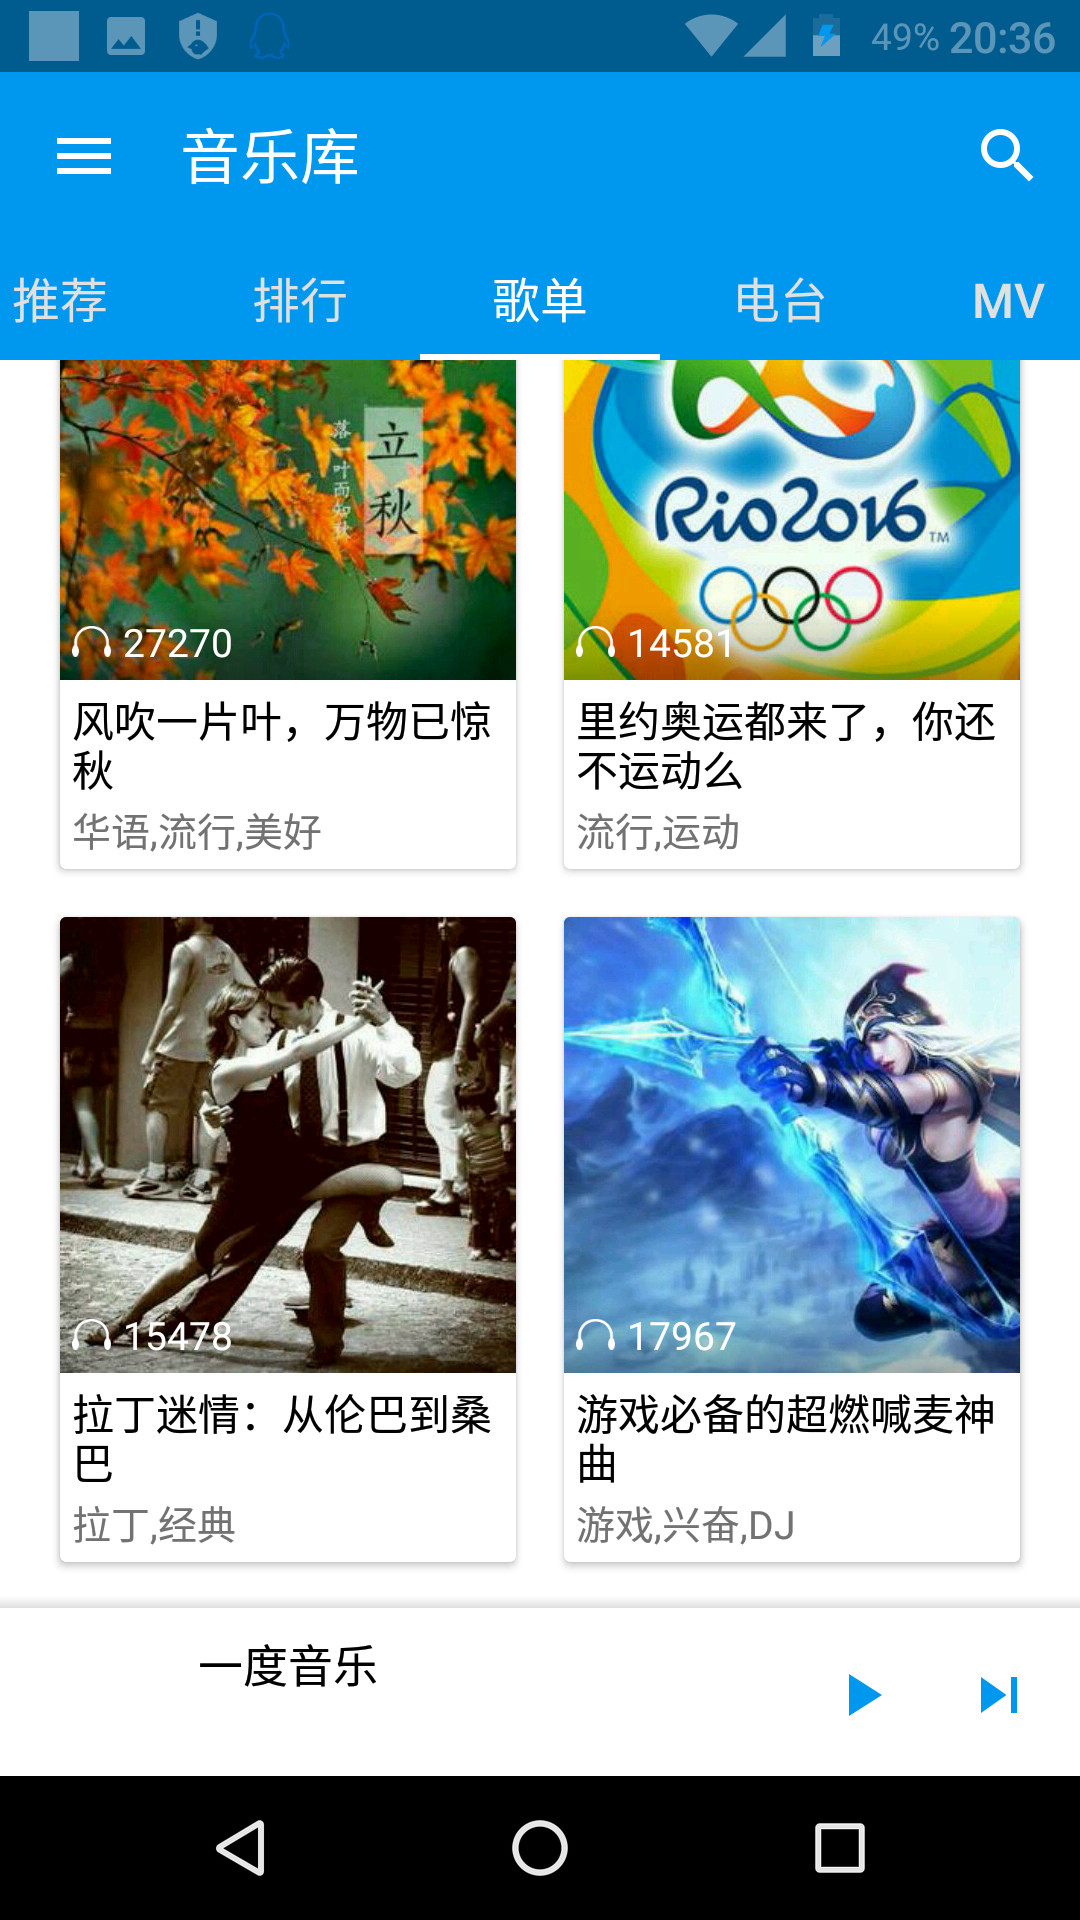 49% 20:36
音乐库
推荐 排行 歌单 电台 MV
落一叶而知秋
立秋
27270
风吹一片叶，万物已惊
秋
华语,流行,美好
Rio2016™
14581
里约奥运都来了，你还
不运动么
流行,运动
15478
拉丁迷情：从伦巴到桑
巴
拉丁,经典
17967
游戏必备的超燃喊麦神
曲
游戏,兴奋,DJ
一度音乐